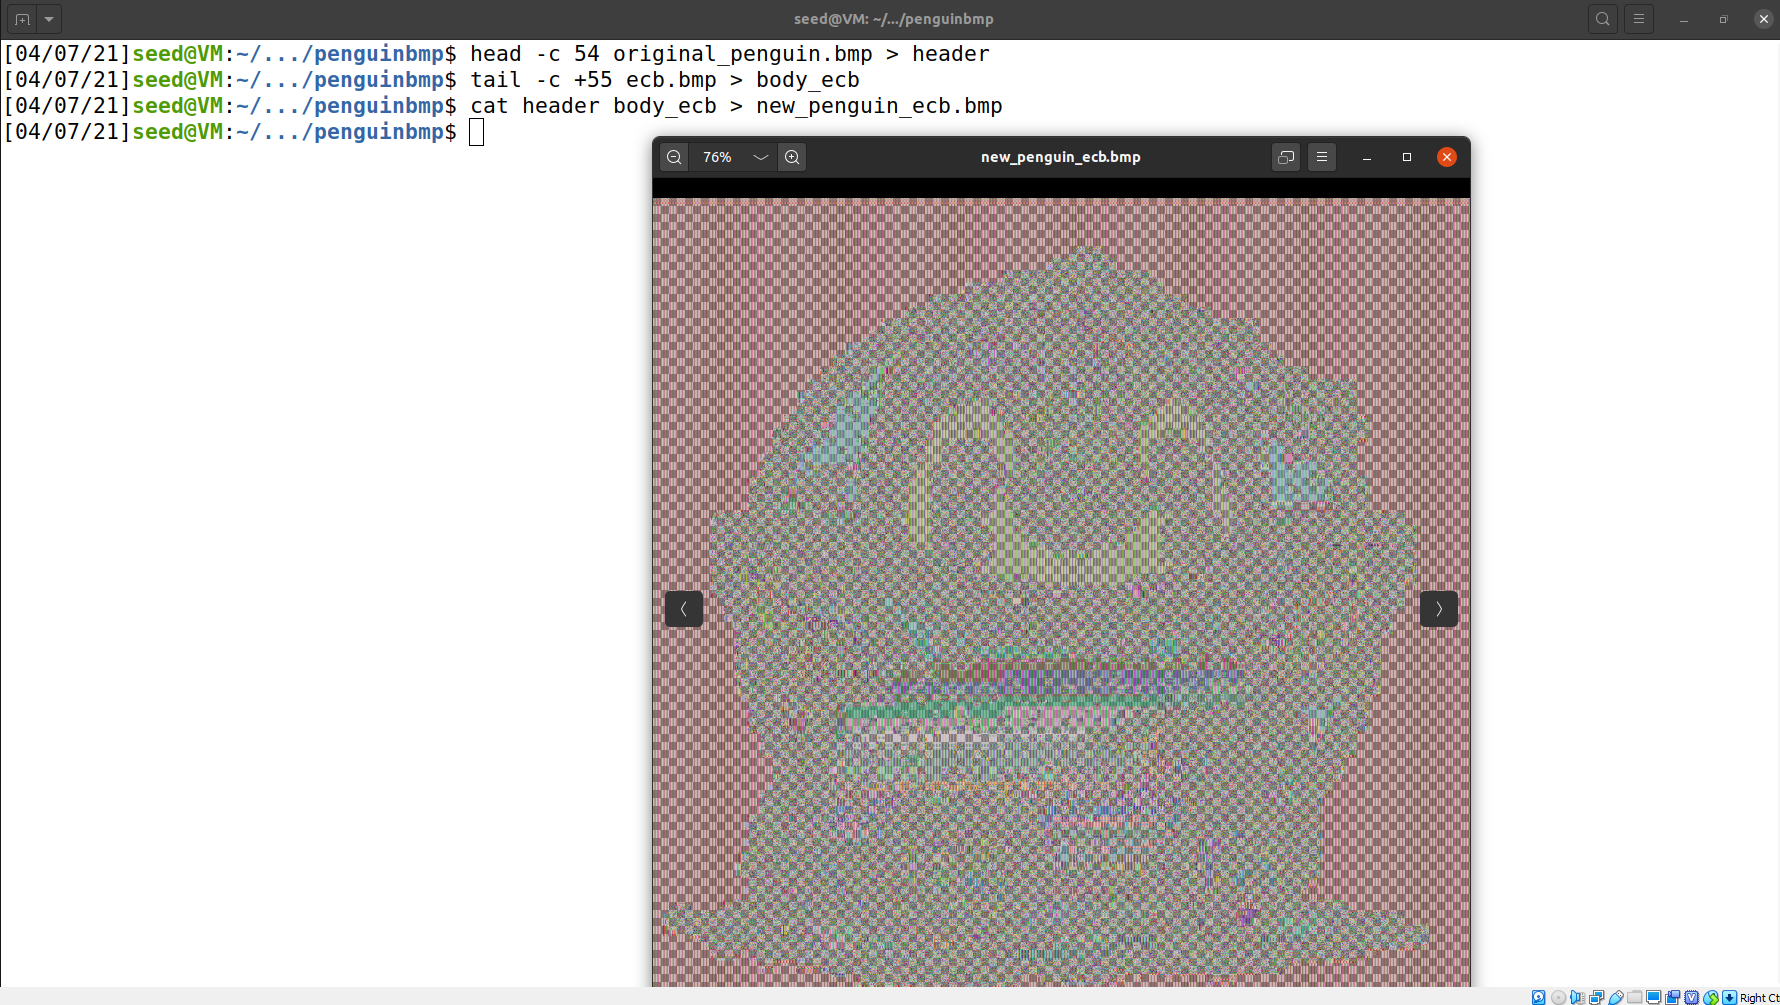 seed@VM: ~/.../penguinbmp
[04/07/21]seed@VM:~/.../penguinbmp$ head -c 54 original_penguin.bmp > header
[04/07/21]seed@VM:~/.../penguinbmp$ tail -c +55 ecb.bmp > body_ecb
[04/07/21]seed@VM:~/.../penguinbmp$ cat header body_ecb > new_penguin_ecb.bmp
[04/07/21]seed@VM:~/.../penguinbmp$
76%
new_penguin_ecb.bmp
Right Ct